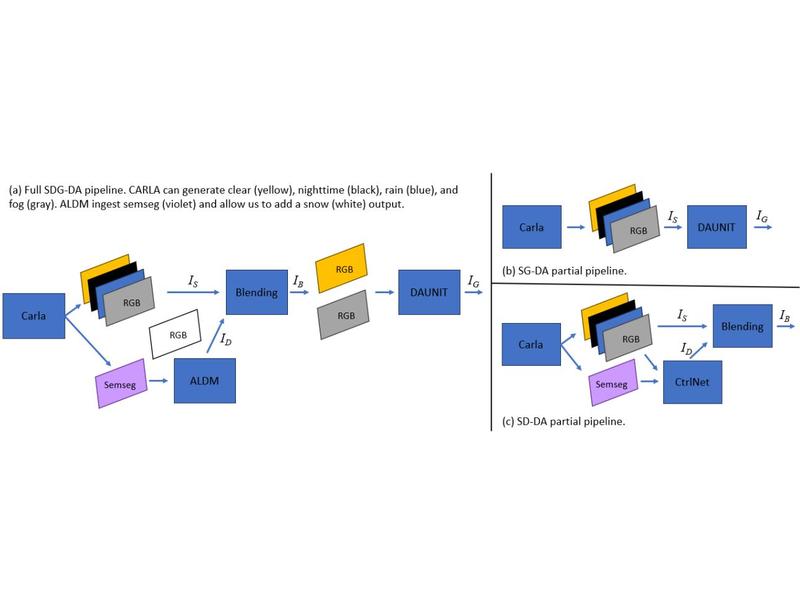 (a) Full SDG-DA pipeline. CARLA can generate clear (yellow), nighttime (black), rain (blue), and
fog (gray). ALDM ingest semseg (violet) and allow us to add a snow (white) output.
Carla
RGB
I_S
RGB
Semseg
ALDM
I_D
Blending
I_B
RGB
RGB
DAUNIT
I_G
Carla
RGB
I_S
DAUNIT
I_G
(b) SG-DA partial pipeline.
Carla
RGB
Semseg
I_S
I_D
CtrlNet
Blending
I_B
(c) SD-DA partial pipeline.